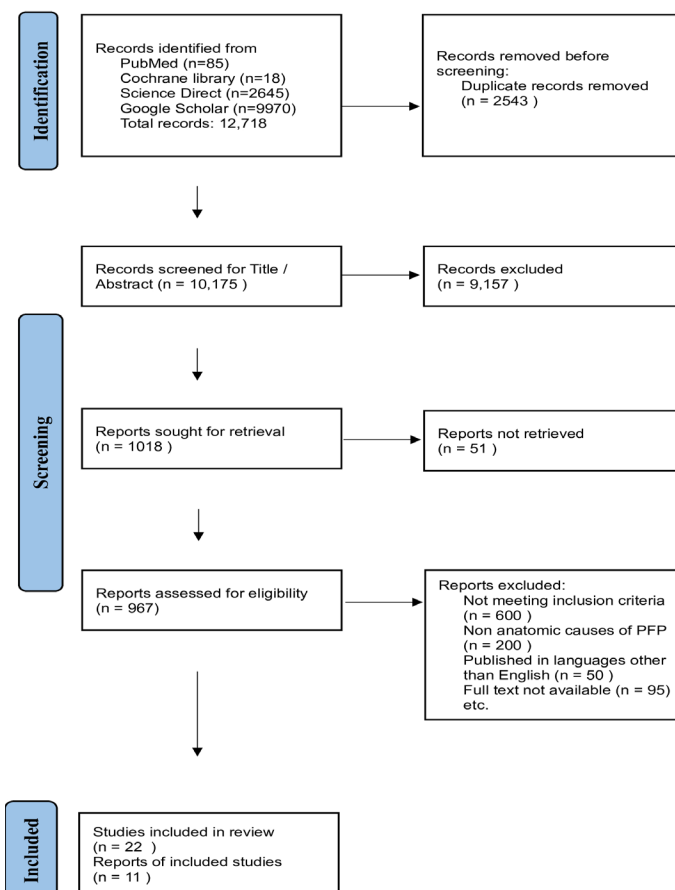 Identification
Records identified from
PubMed (n=85)
Cochrane library (n=18)
Science Direct (n=2645)
Google Scholar (n=9970)
Total records: 12,718
Records removed before
screening:
Duplicate records removed
(n = 2543 )
Screening
Records screened for Title /
Abstract (n = 10,175 )
Records excluded
(n = 9,157 )
Reports sought for retrieval
(n = 1018 )
Reports not retrieved
(n = 51 )
Reports assessed for eligibility
(n = 967)
Reports excluded:
Not meeting inclusion criteria
(n = 600 )
Non anatomic causes of PFP
(n = 200 )
Published in languages other
than English (n = 50 )
Full text not available (n = 95)
etc.
Included
Studies included in review
(n = 22 )
Reports of included studies
(n = 11 )